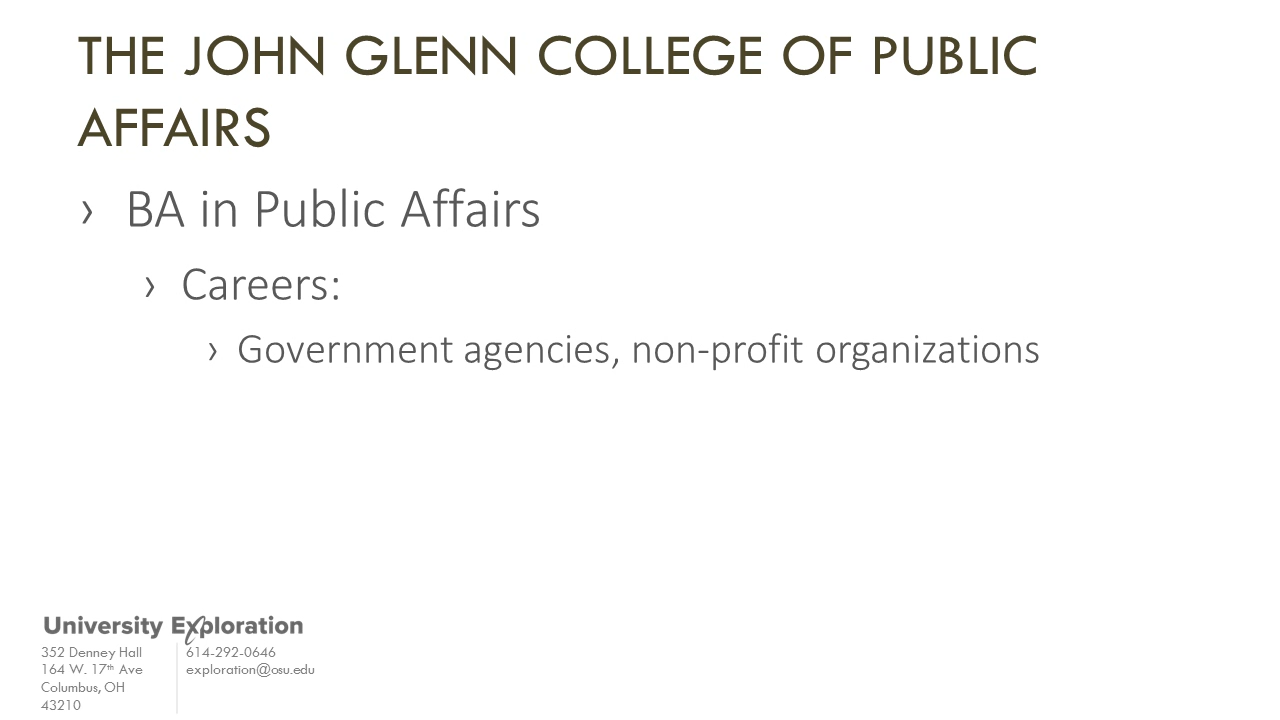 THE JOHN GLENN COLLEGE OF PUBLIC
AFFAIRS
› BA in Public Affairs
› Careers:
› Government agencies, non-profit organizations
University Exploration
352 Denney Hall
164 W. 17th Ave
Columbus, OH
43210
614-292-0646
exploration@osu.edu